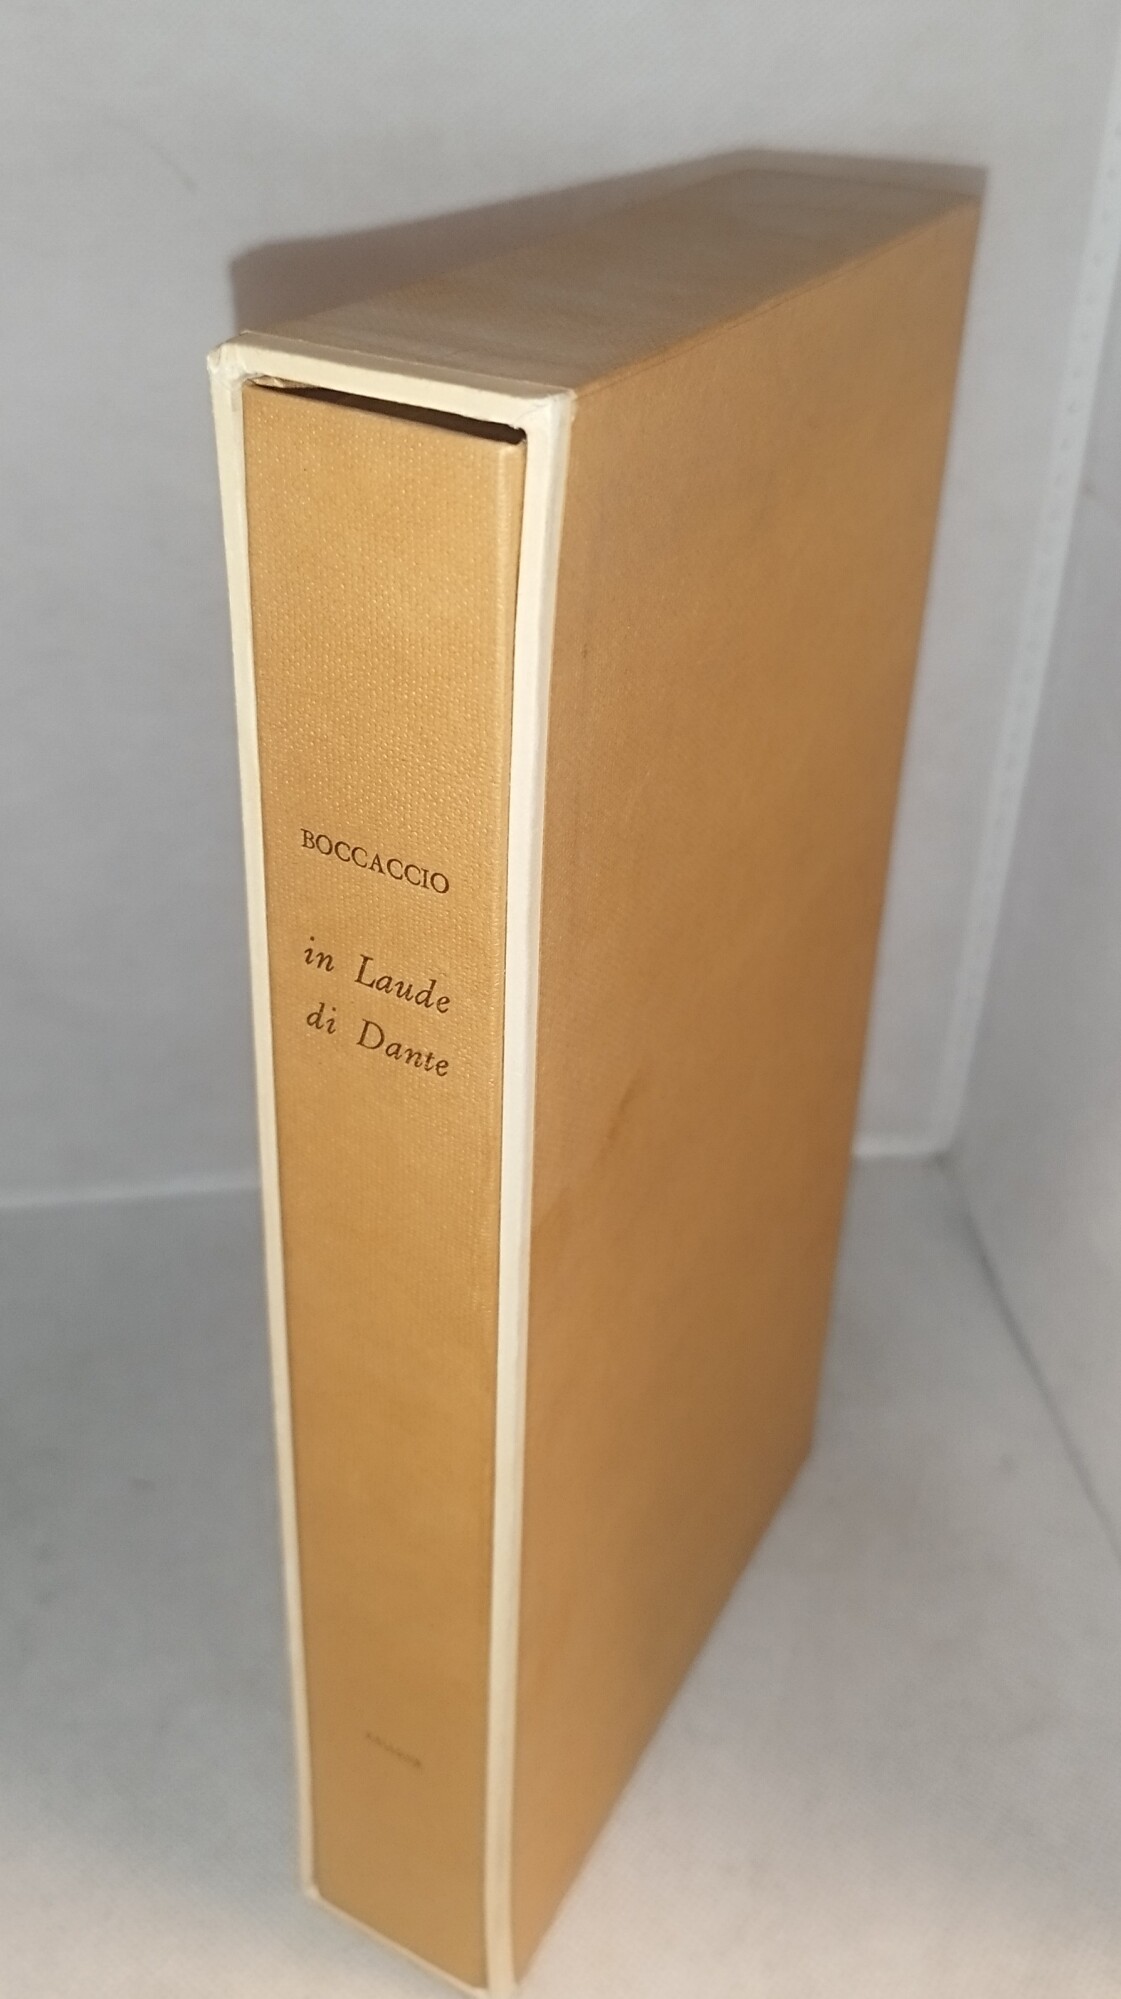 BOCCACCIO
in Laude
di Dante